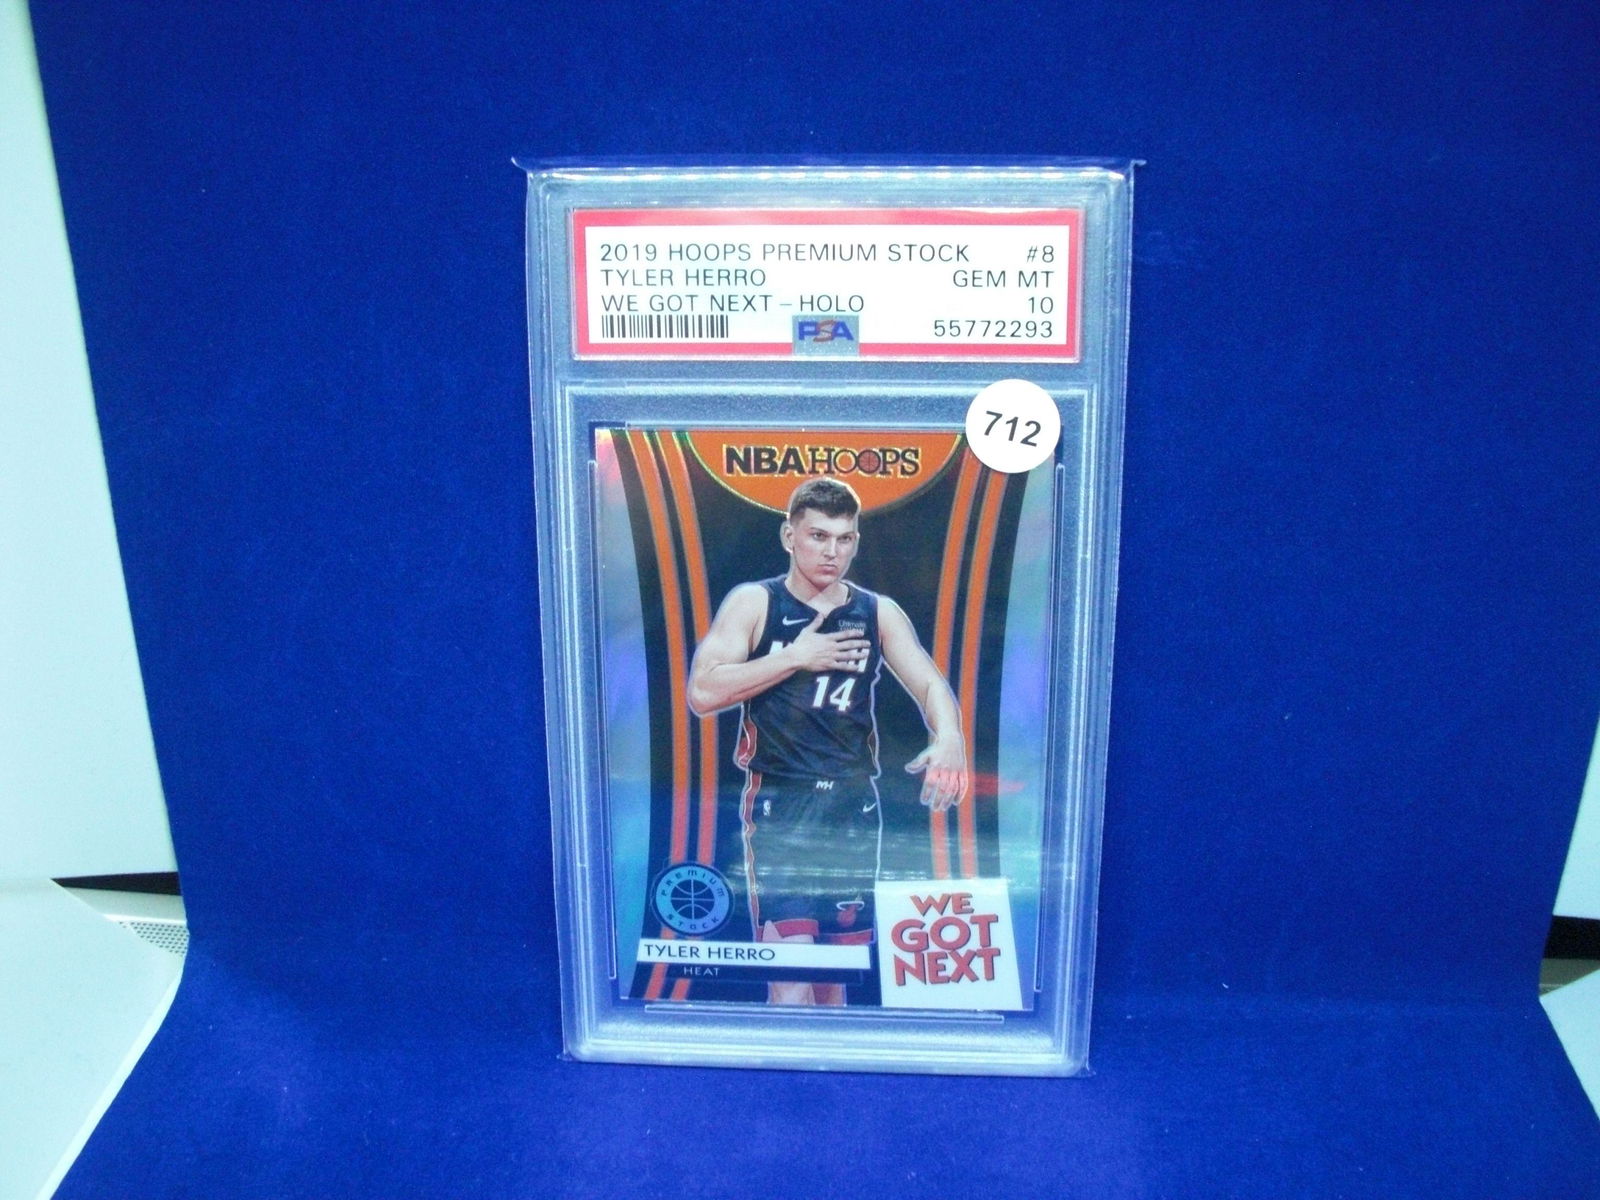 2019 HOOPS PREMIUM STOCK #8
TYLER HERRO GEM MT
WE GOT NEXT - HOLO 10
PSA 55772293
712
NBA HOOPS
14
MH
PREMIUM
STOCK
TYLER HERRO
HEAT
WE
GOT
NEXT